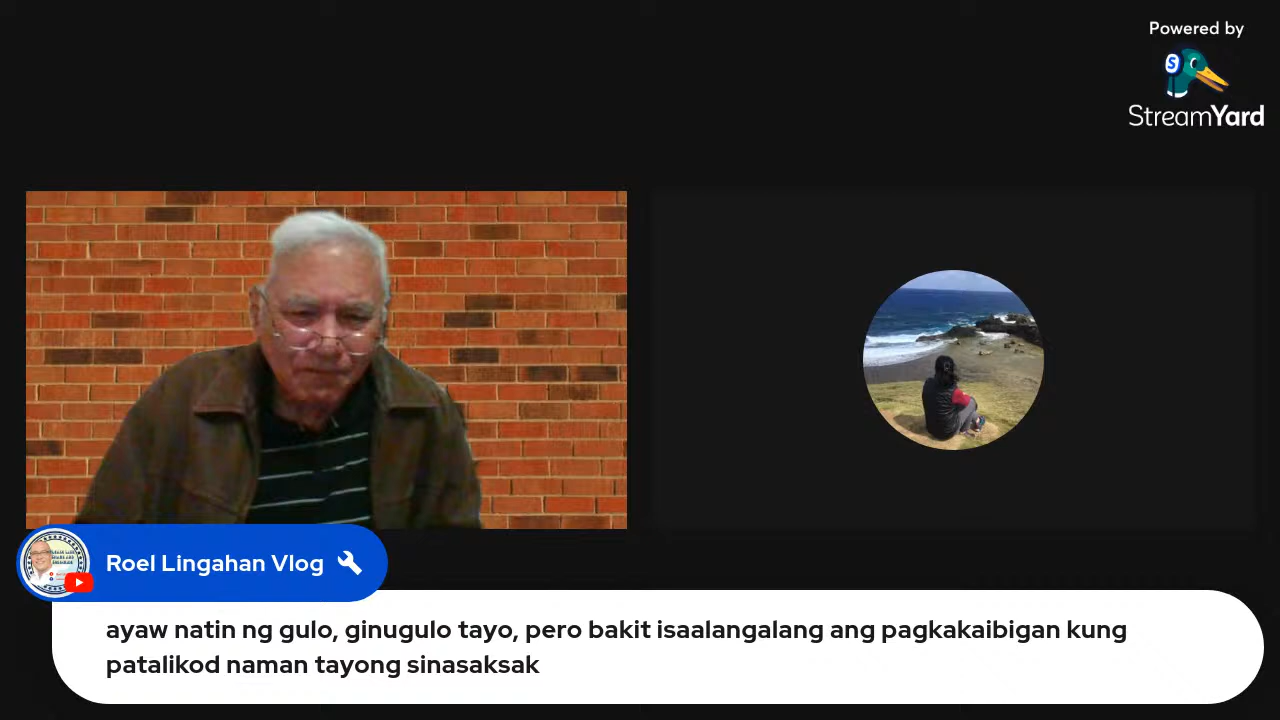 Powered by
StreamYard
Roel Lingahan Vlog
ayaw natin ng gulo, ginugulo tayo, pero bakit isaalangalang ang pagkakaibigan kung
patalikod naman tayong sinasaksak